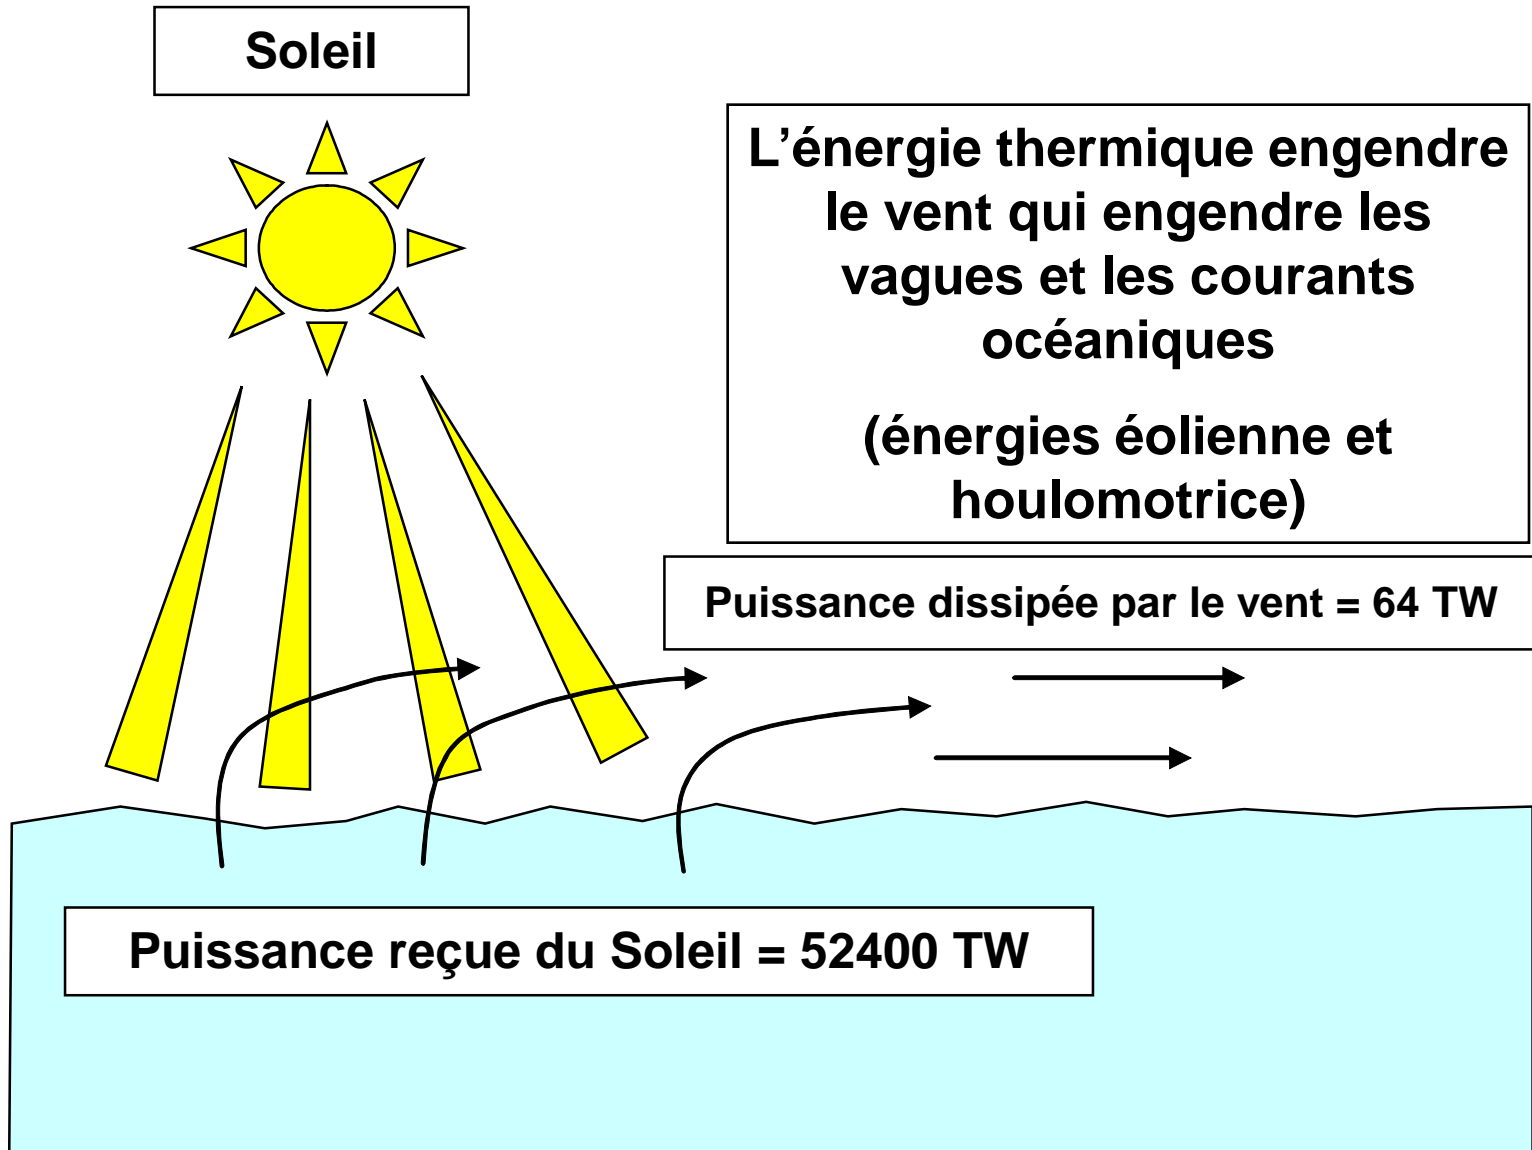 Soleil
L’énergie thermique engendre
le vent qui engendre les
vagues et les courants
océaniques
(énergies éolienne et
houlomotrice)
Puissance dissipée par le vent = 64 TW
Puissance reçue du Soleil = 52400 TW